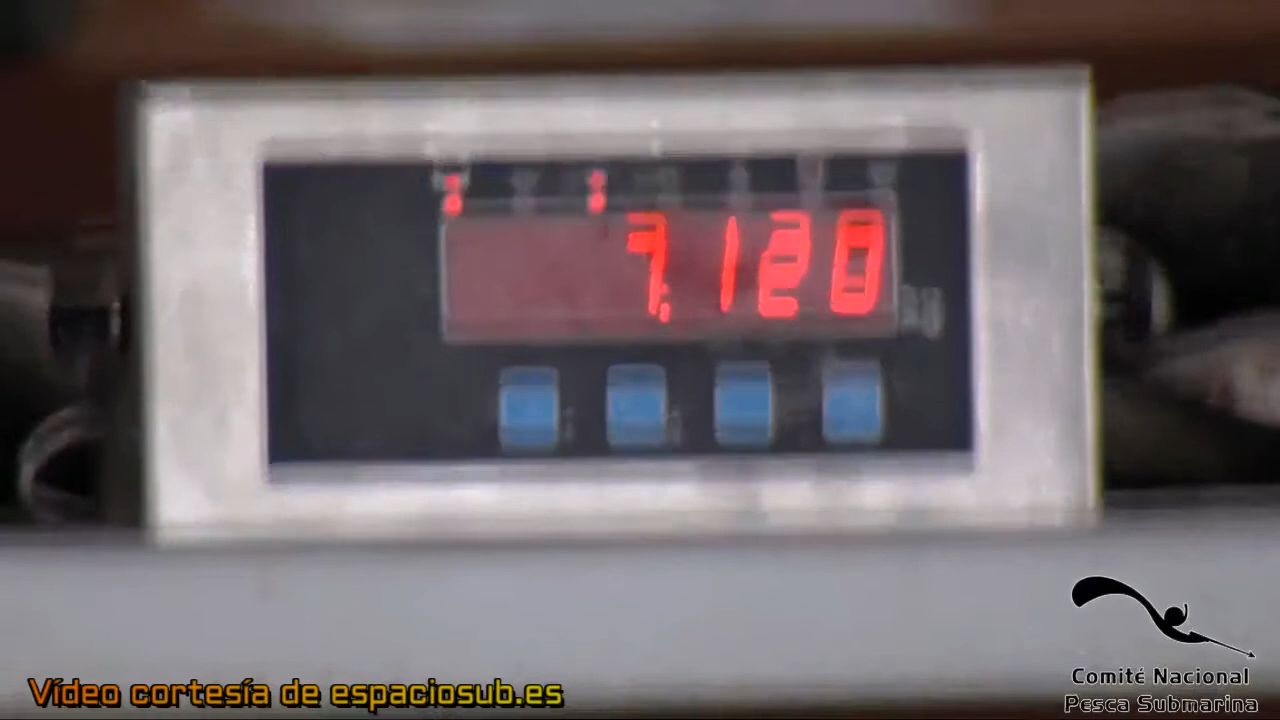 7.120
Vídeo cortesía de espaciosub.es
Comité Nacional
Pesca Submarina